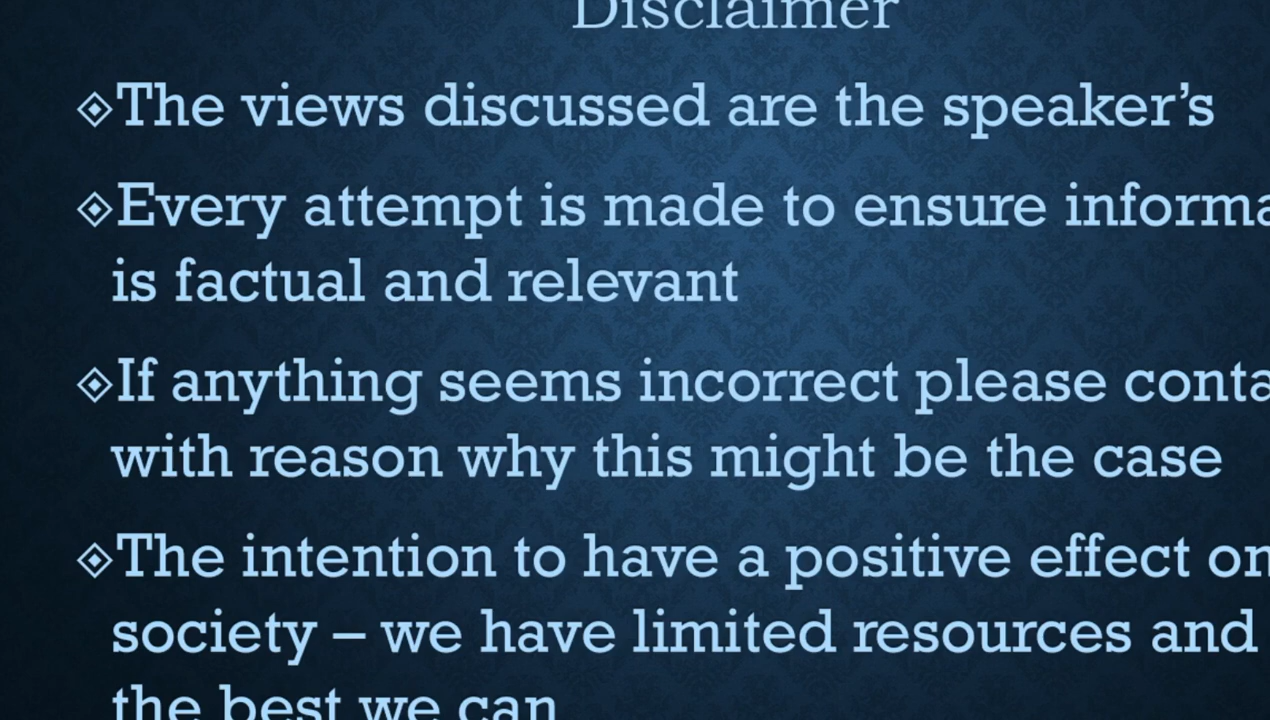 Disclaimer
The views discussed are the speaker’s
Every attempt is made to ensure informa
is factual and relevant
If anything seems incorrect please conta
with reason why this might be the case
The intention to have a positive effect on
society – we have limited resources and
the best we can